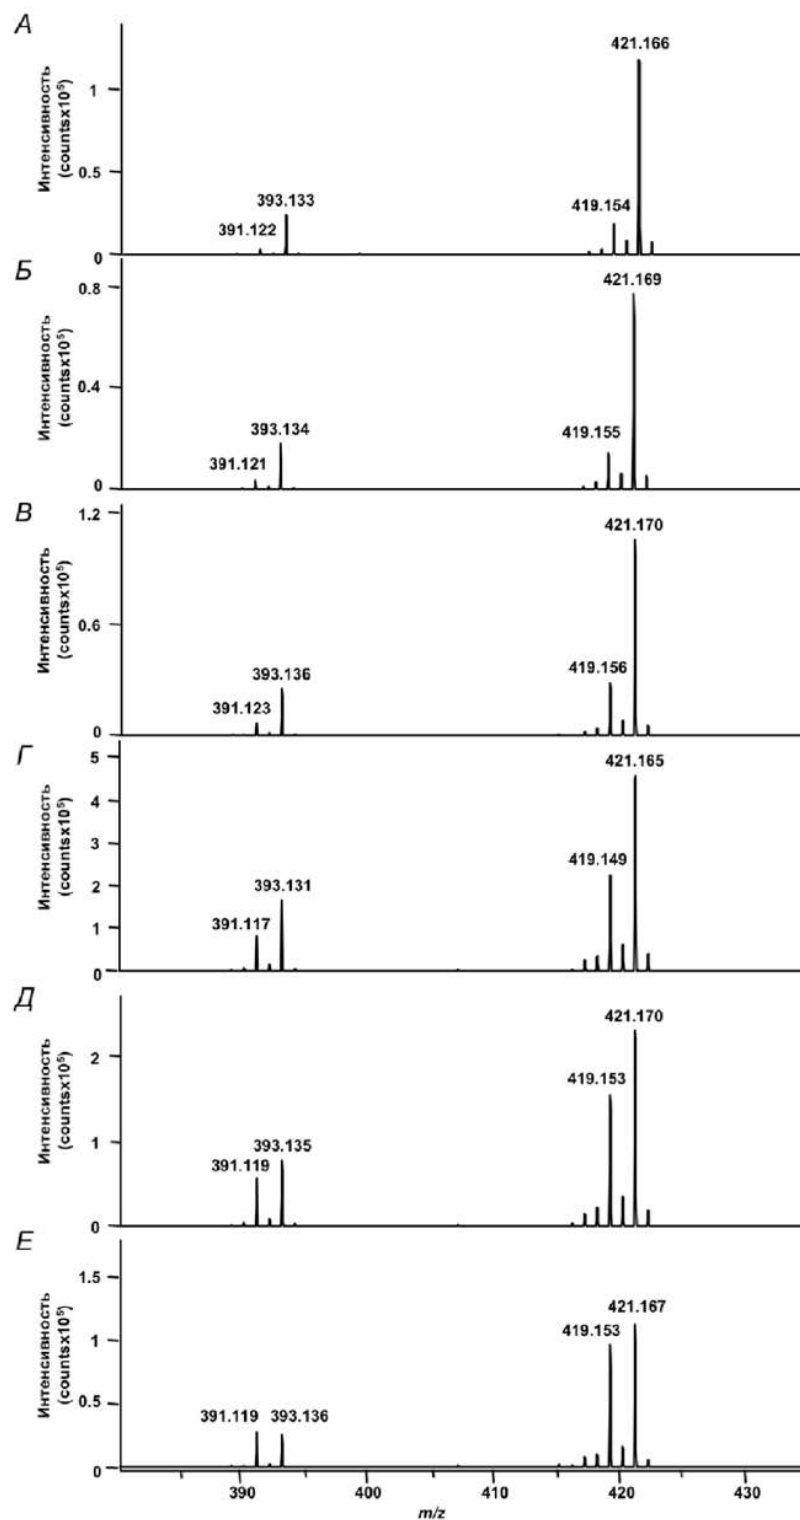 А
Интенсивность
(countsx10⁵)
1
0.5
0
391.122
393.133
419.154
421.166
Б
Интенсивность
(countsx10⁵)
0.8
0.4
0
391.121
393.134
419.155
421.169
В
Интенсивность
(countsx10⁵)
1.2
0.6
0
391.123
393.136
419.156
421.170
Г
Интенсивность
(countsx10⁵)
5
4
3
2
1
0
391.117
393.131
419.149
421.165
Д
Интенсивность
(countsx10⁵)
2
1
0
391.119
393.135
419.153
421.170
Е
Интенсивность
(countsx10⁵)
1.5
1
0.5
0
391.119
393.136
419.153
421.167
390
400
410
420
430
m/z